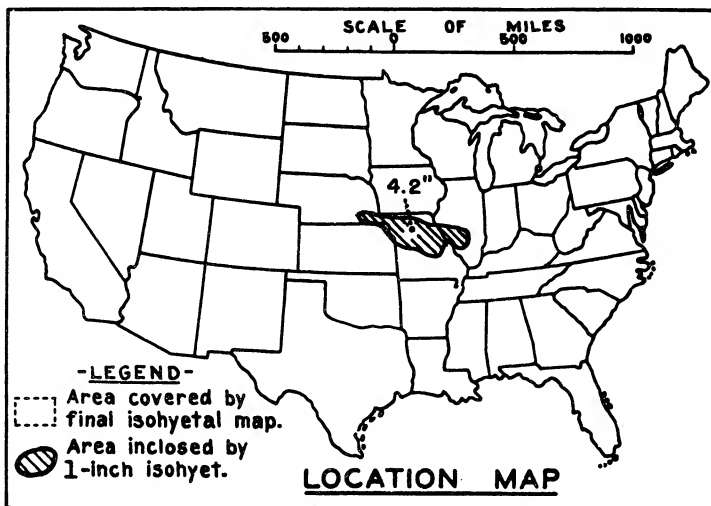 SCALE OF MILES
500 0 500 1000
4.2"
-LEGEND-
Area covered by
final isohyetal map.
Area inclosed by
1-inch isohyet.
LOCATION MAP